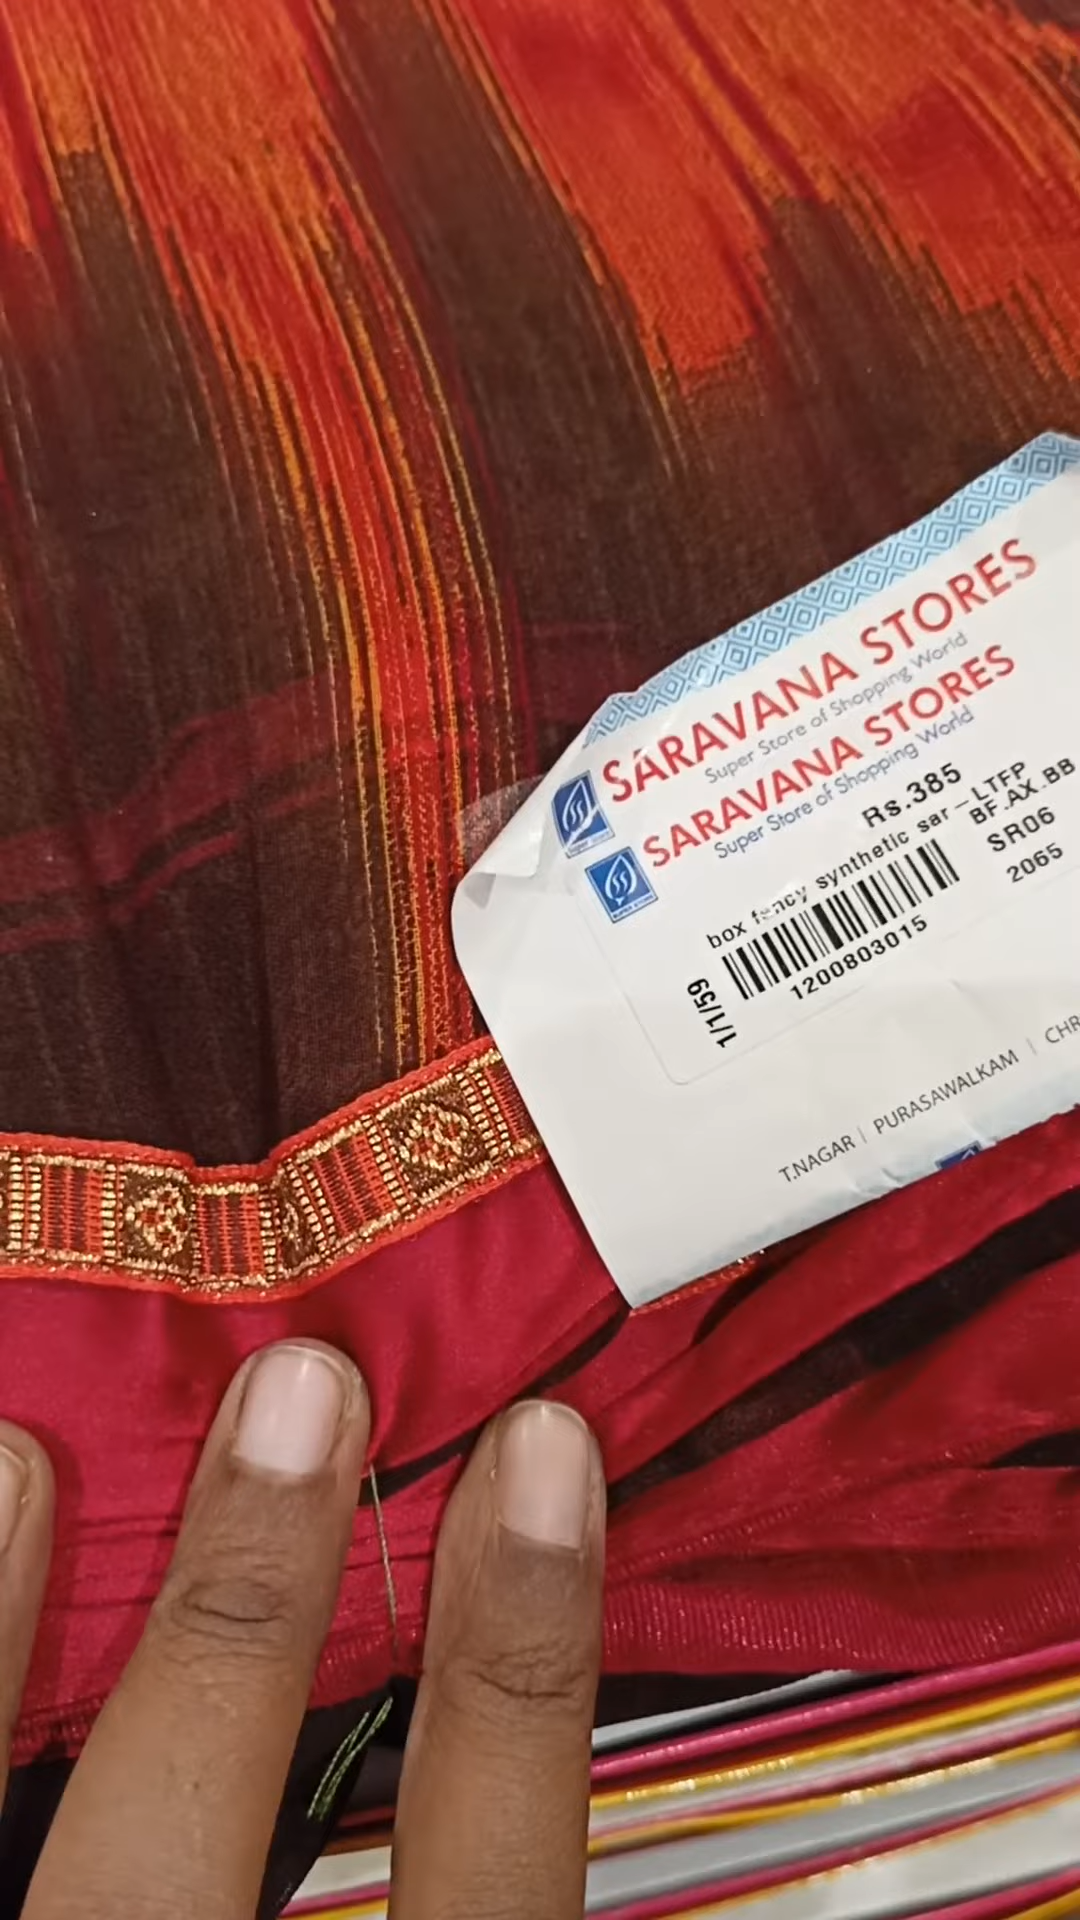 SARAVANA STORES
Super Store of Shopping World
SARAVANA STORES
Super Store of Shopping World
Rs.385
box fancy synthetic sar-LTFP
BF.AX.BB
SR06
2065
1200803015
1/1/59
T.NAGAR | PURASAWALKAM | CHR